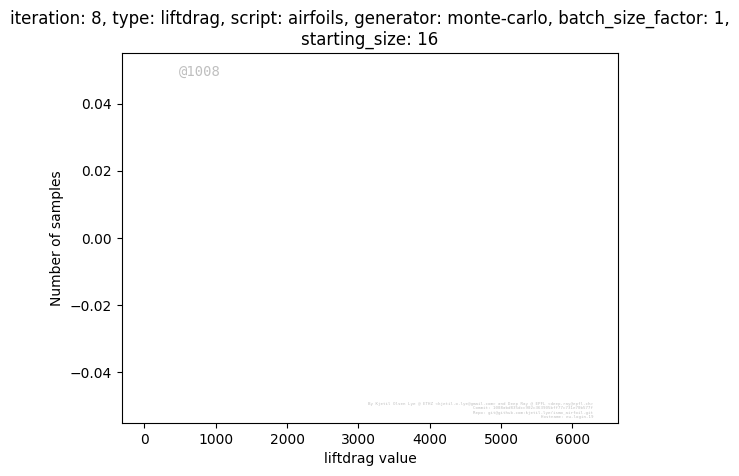 iteration: 8, type: liftdrag, script: airfoils, generator: monte-carlo, batch_size_factor: 1,
starting_size: 16
@1008
0.04
0.02
0.00
−0.02
−0.04
Number of samples
0 1000 2000 3000 4000 5000 6000
liftdrag value